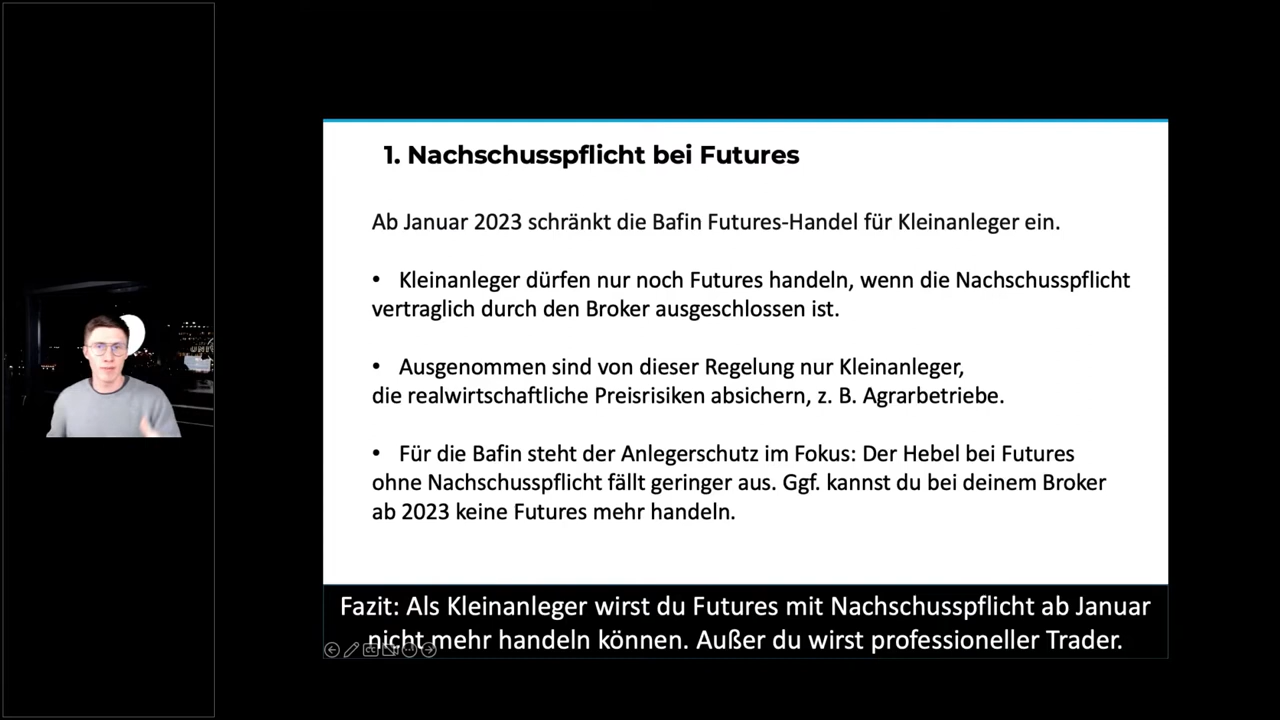 1. Nachschusspflicht bei Futures
Ab Januar 2023 schränkt die Bafin Futures-Handel für Kleinanleger ein.
• Kleinanleger dürfen nur noch Futures handeln, wenn die Nachschusspflicht
vertraglich durch den Broker ausgeschlossen ist.
• Ausgenommen sind von dieser Regelung nur Kleinanleger,
die realwirtschaftliche Preisrisiken absichern, z. B. Agrarbetriebe.
• Für die Bafin steht der Anlegerschutz im Fokus: Der Hebel bei Futures
ohne Nachschusspflicht fällt geringer aus. Ggf. kannst du bei deinem Broker
ab 2023 keine Futures mehr handeln.
Fazit: Als Kleinanleger wirst du Futures mit Nachschusspflicht ab Januar
nicht mehr handeln können. Außer du wirst professioneller Trader.